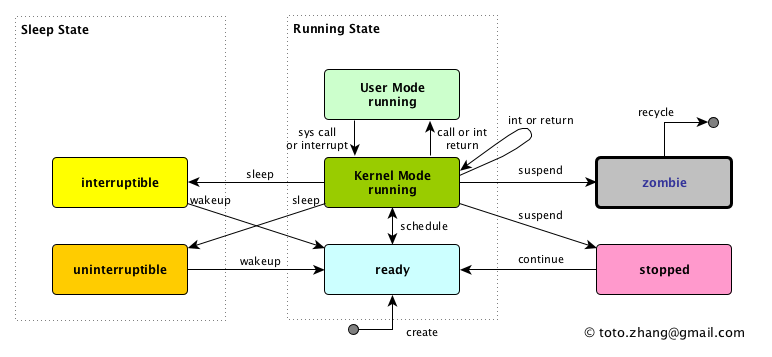 Sleep State
Running State
User Mode
running
sys call
or interrupt
call or int
return
int or return
recycle
interruptible
sleep
Kernel Mode
running
suspend
zombie
wakeup
sleep
schedule
suspend
uninterruptible
wakeup
ready
continue
stopped
create
© toto.zhang@gmail.com